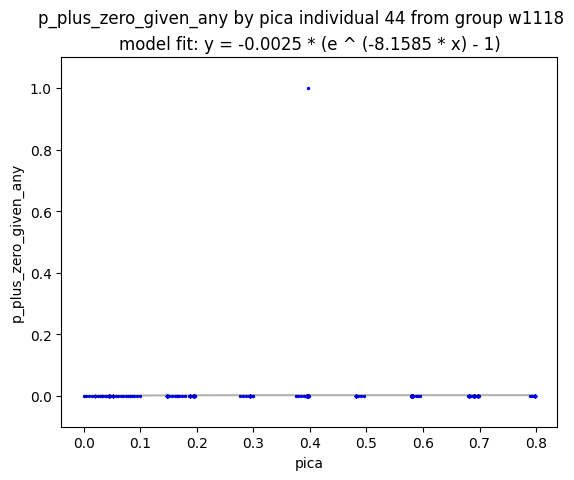 p_plus_zero_given_any by pica individual 44 from group w1118
model fit: y = -0.0025 * (e ^ (-8.1585 * x) - 1)
p_plus_zero_given_any
1.0
0.8
0.6
0.4
0.2
0.0
0.0 0.1 0.2 0.3 0.4 0.5 0.6 0.7 0.8
pica